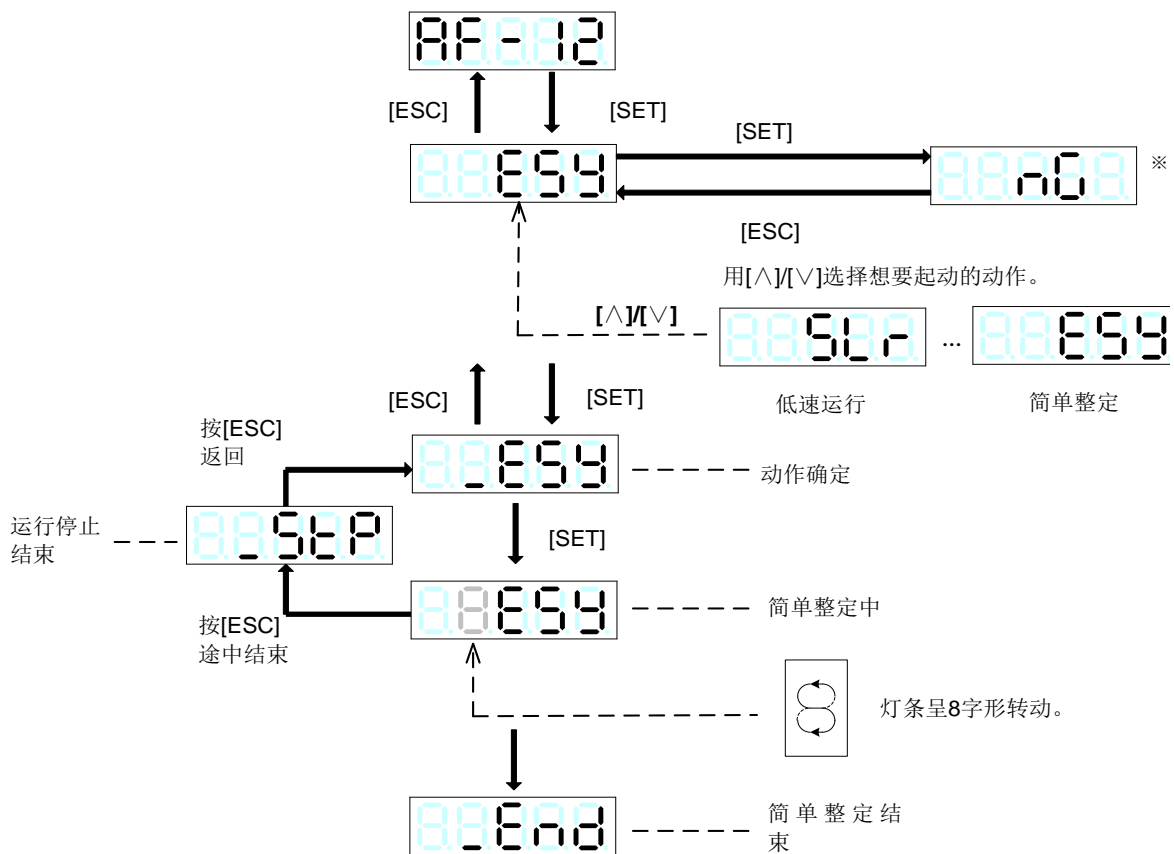 AF-12
[ESC]
[SET]
[SET]
ESy
nG
※
[ESC]
用[∧]/[∨]选择想要起动的动作。
[∧]/[∨]
SLr
...
ESy
低速运行
简单整定
[ESC]
[SET]
按[ESC]
返回
_ESy
动作确定
运行停止
结束
_StP
[SET]
ESy
简单整定中
按[ESC]
途中结束
灯条呈8字形转动。
_End
简单整定结
束